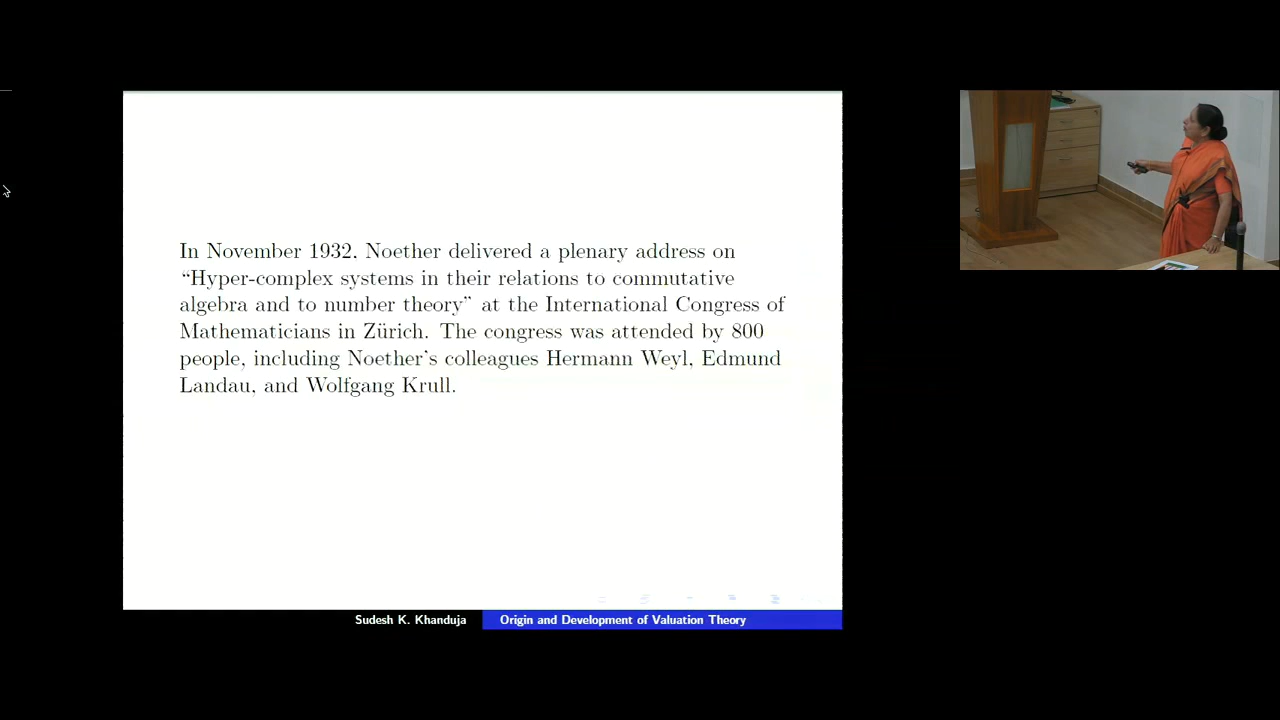 In November 1932. Noether delivered a plenary address on
“Hyper-complex systems in their relations to commutative
algebra and to number theory” at the International Congress of
Mathematicians in Zürich. The congress was attended by 800
people, including Noether's colleagues Hermann Weyl, Edmund
Landau, and Wolfgang Krull.
Sudesh K. Khanduja
Origin and Development of Valuation Theory